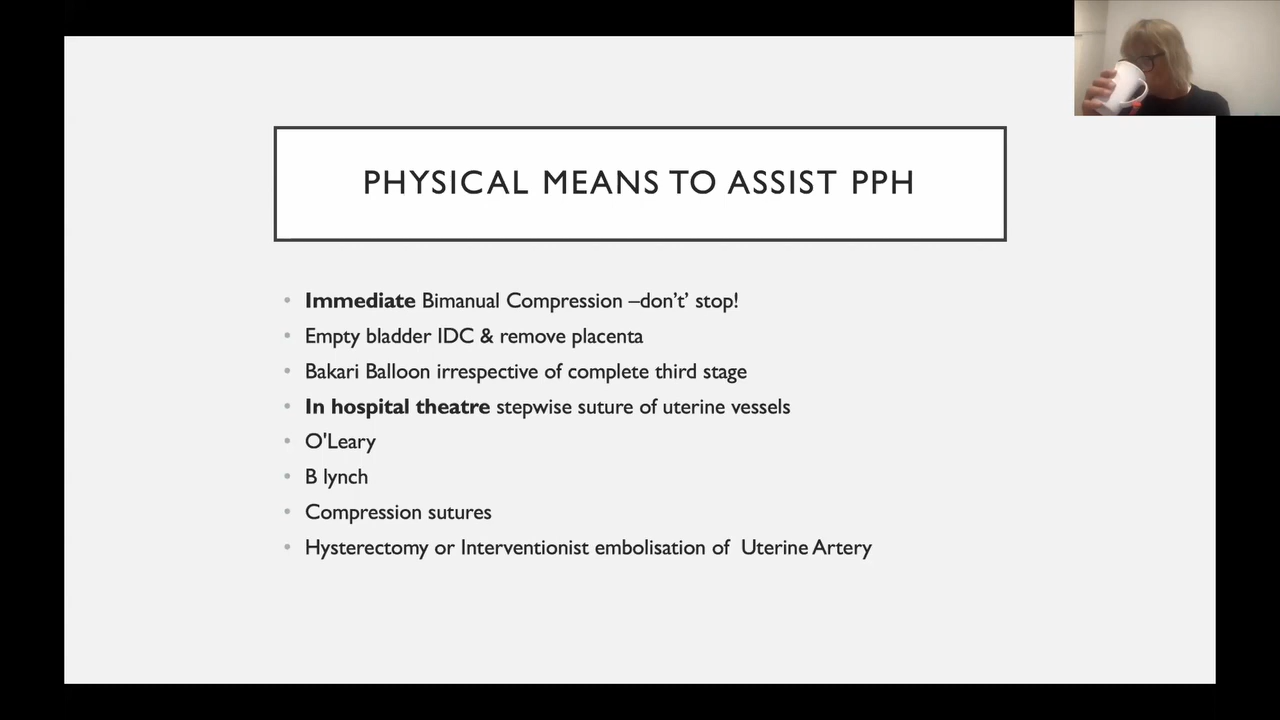 PHYSICAL MEANS TO ASSIST PPH
• Immediate Bimanual Compression –don’t’ stop!
• Empty bladder IDC & remove placenta
• Bakari Balloon irrespective of complete third stage
• In hospital theatre stepwise suture of uterine vessels
• O'Leary
• B lynch
• Compression sutures
• Hysterectomy or Interventionist embolisation of Uterine Artery